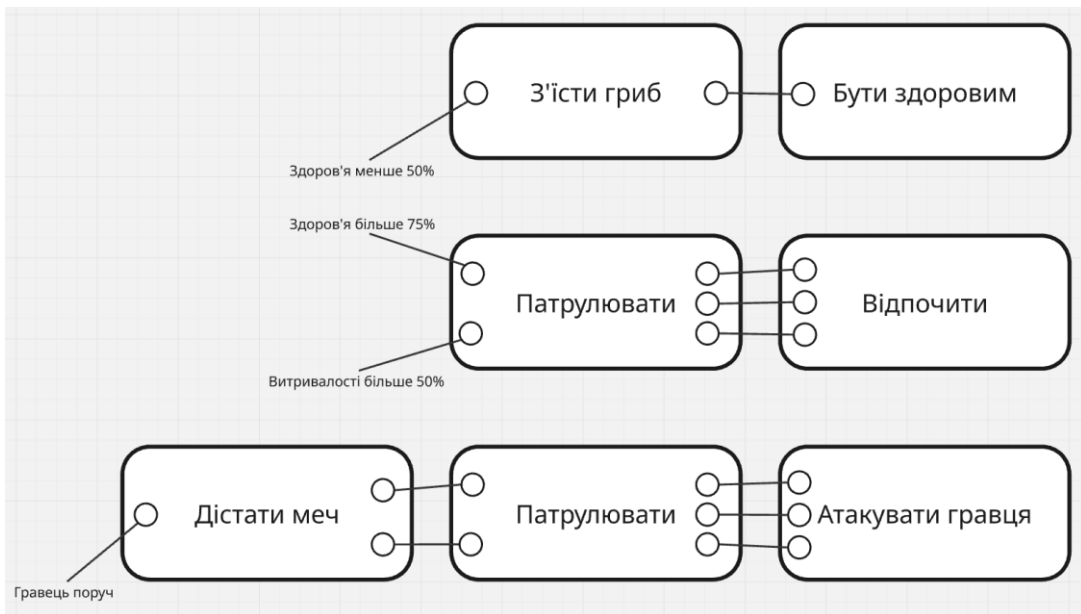 З'їсти гриб
Бути здоровим
Здоров'я менше 50%
Здоров'я більше 75%
Патрулювати
Відпочити
Витривалості більше 50%
Дістати меч
Патрулювати
Атакувати гравця
Гравець поруч